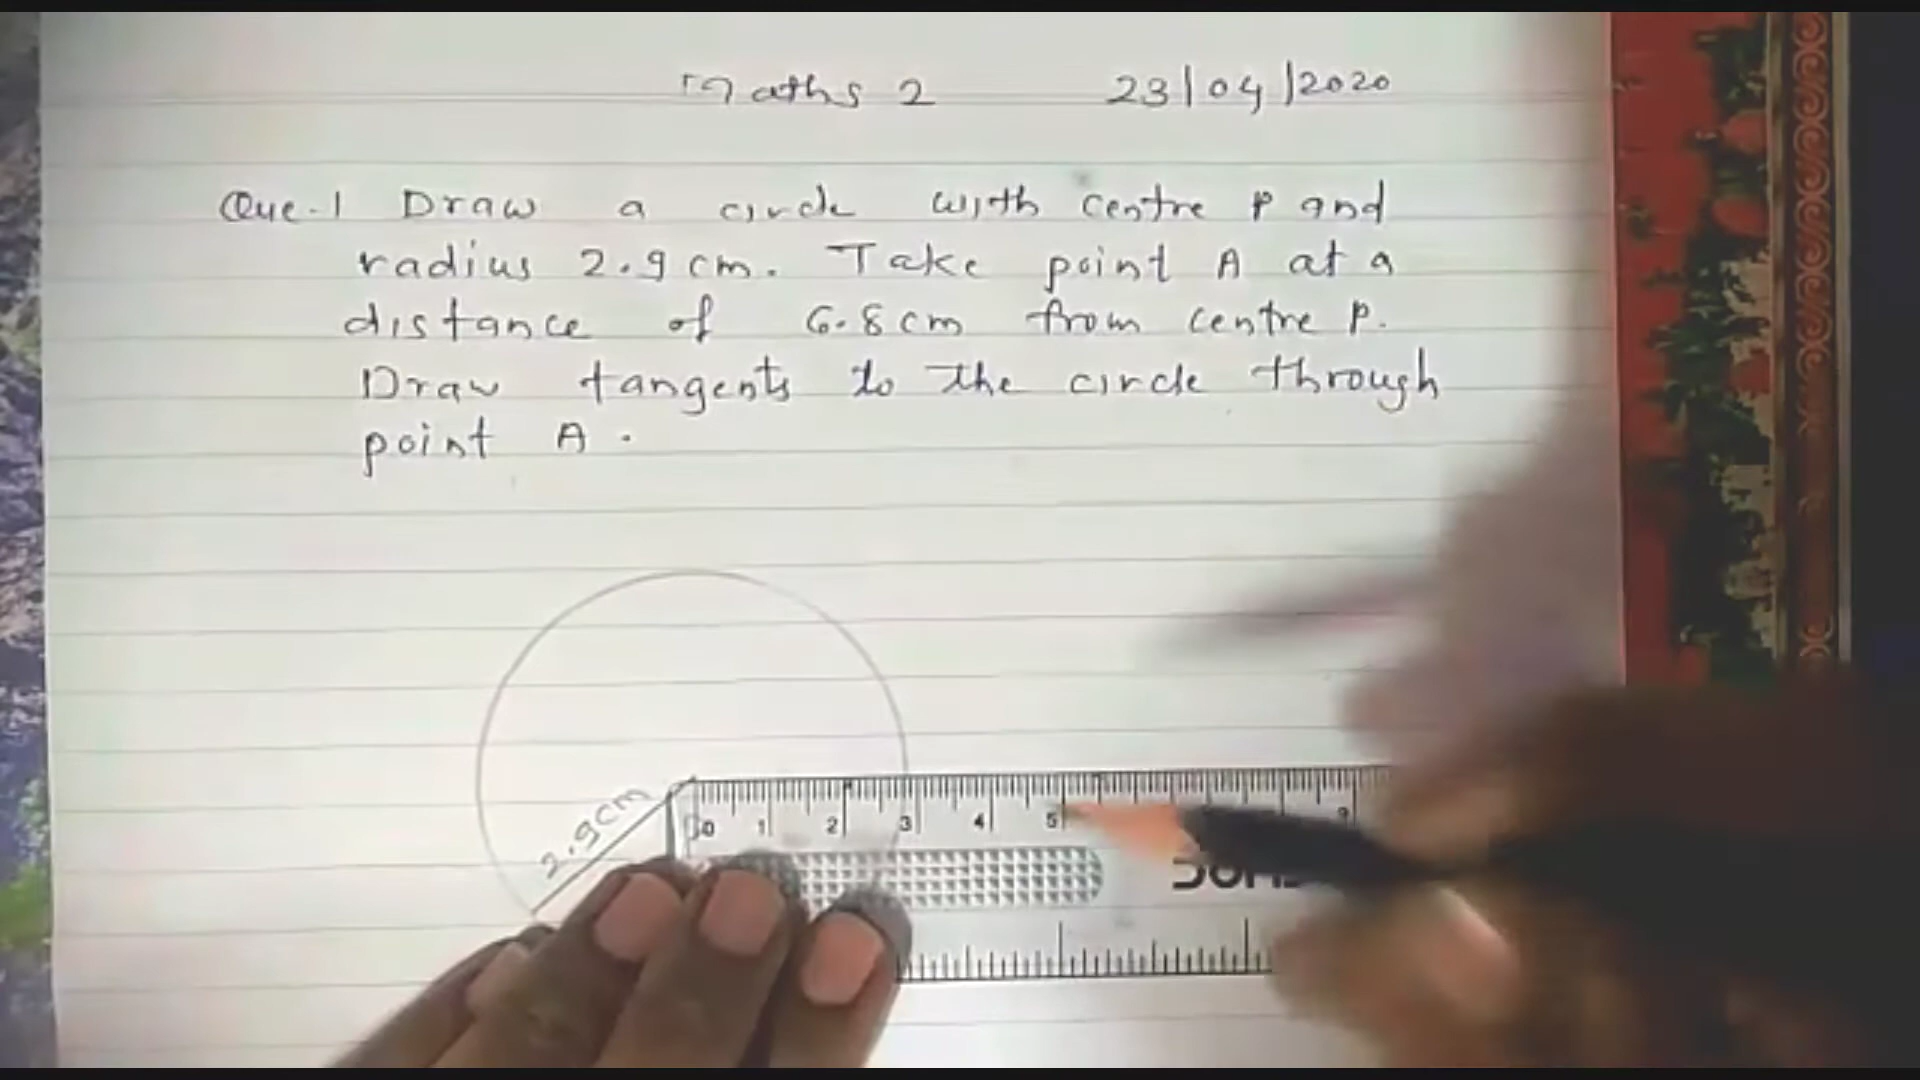 Maths 2 23/04/2020
Que.1 Draw a circle with centre P and
radius 2.9 cm. Take point A at a
distance of 6.8 cm from centre P.
Draw tangents to the circle through
point A.
2.9cm
P
0 1 2 3 4 5 9